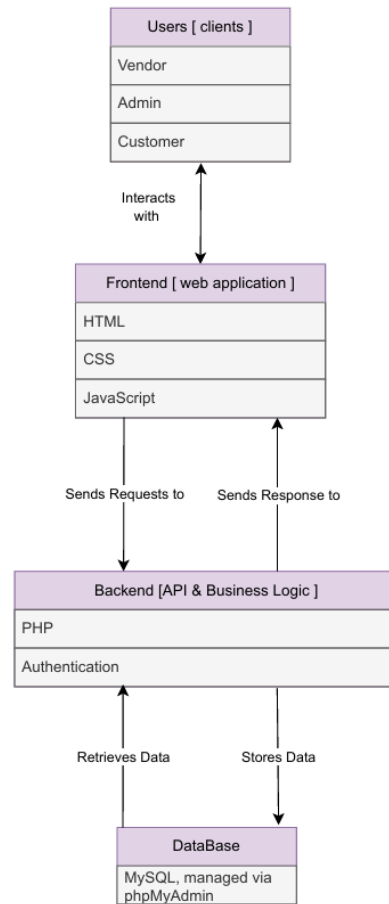 Users [ clients ]
Vendor
Admin
Customer
Interacts
with
Frontend [ web application ]
HTML
CSS
JavaScript
Sends Requests to
Sends Response to
Backend [API & Business Logic ]
PHP
Authentication
Retrieves Data
Stores Data
DataBase
MySQL, managed via
phpMyAdmin